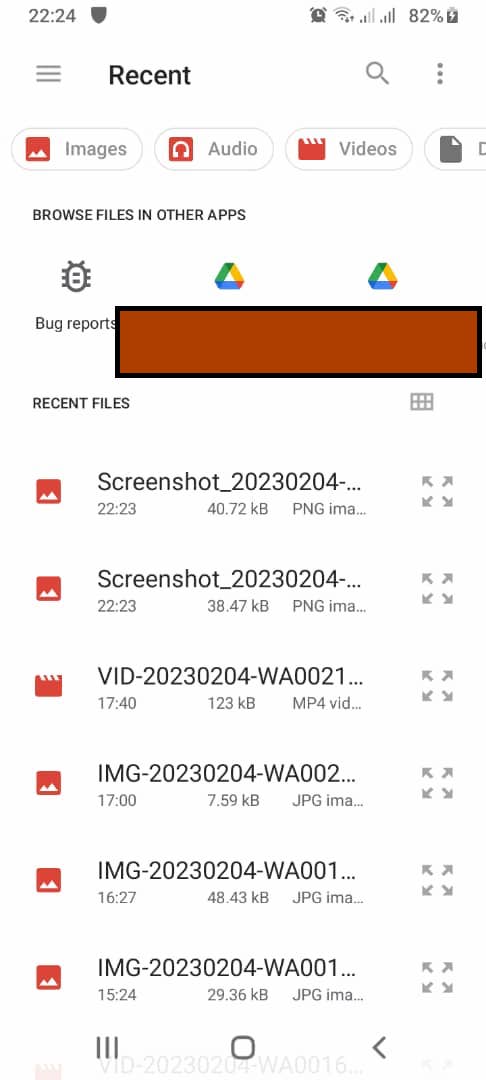 22:24 82%
Recent
Images Audio Videos
BROWSE FILES IN OTHER APPS
Bug reports
RECENT FILES
Screenshot_20230204-...
22:23 40.72 kB PNG ima...
Screenshot_20230204-...
22:23 38.47 kB PNG ima...
VID-20230204-WA0021...
17:40 123 kB MP4 vid...
IMG-20230204-WA002...
17:00 7.59 kB JPG ima...
IMG-20230204-WA001...
16:27 48.43 kB JPG ima...
IMG-20230204-WA001...
15:24 29.36 kB JPG ima...
VID-20230204-WA0016...